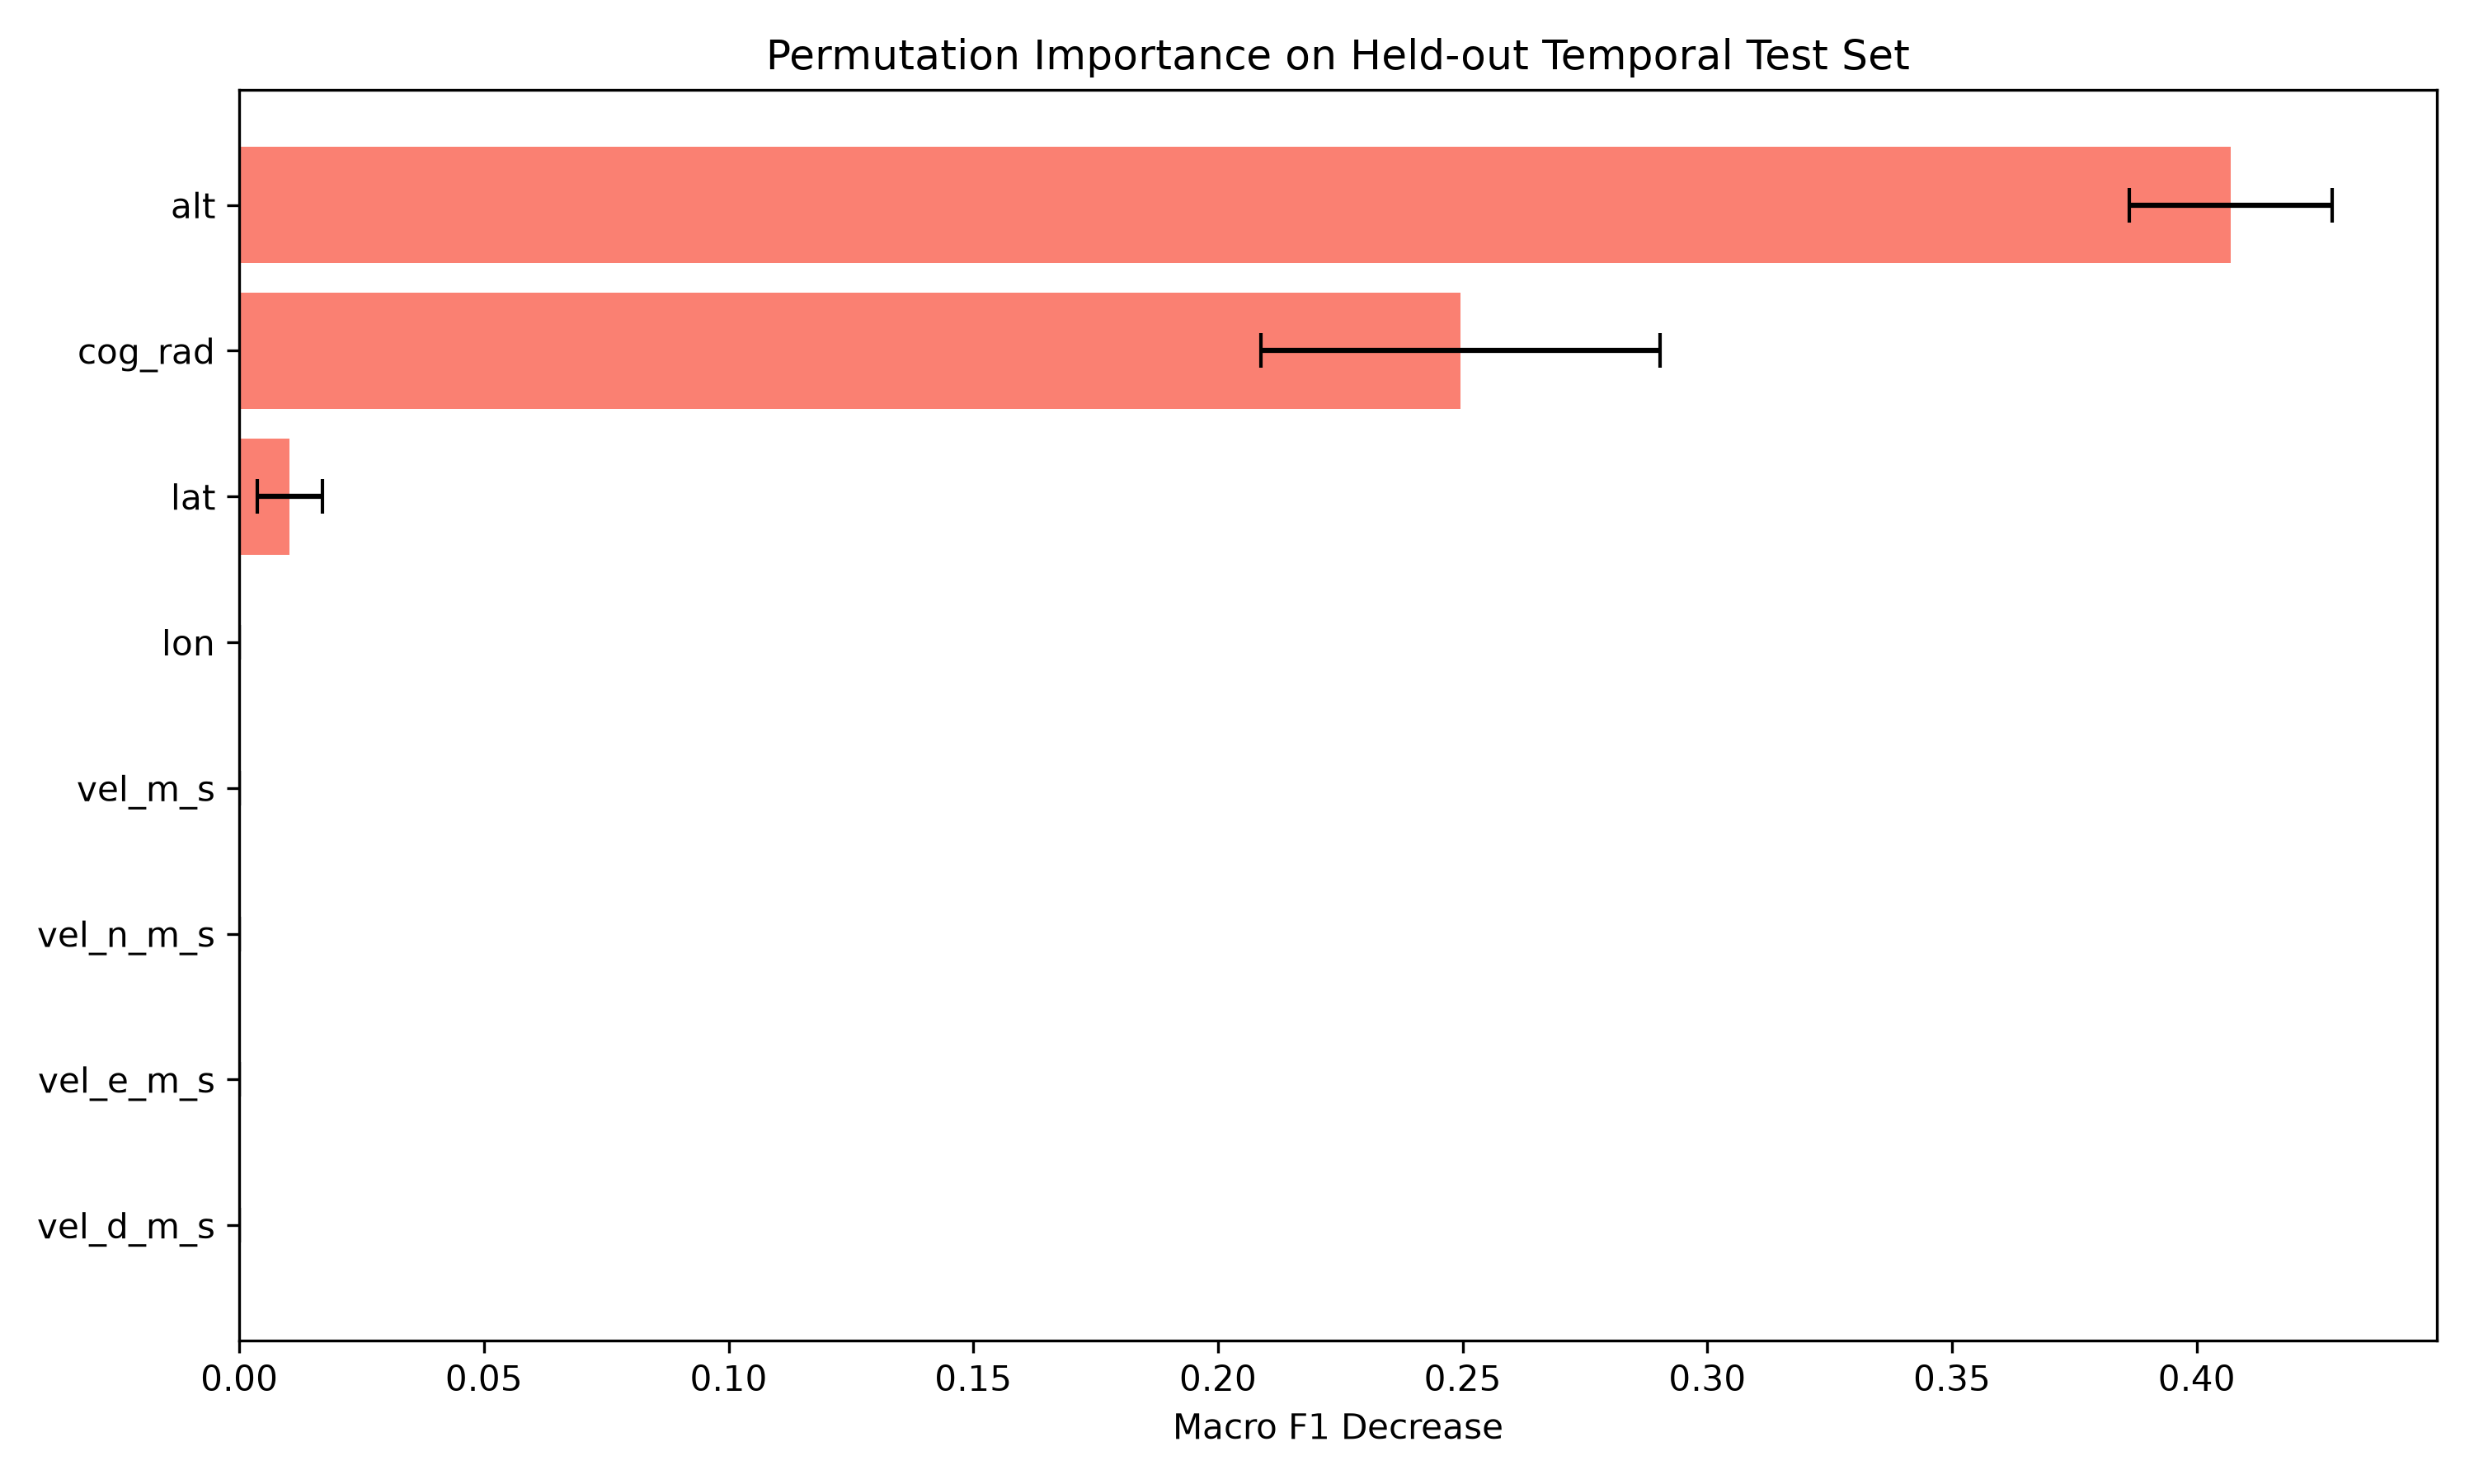 Permutation Importance on Held-out Temporal Test Set
alt
cog_rad
lat
lon
vel_m_s
vel_n_m_s
vel_e_m_s
vel_d_m_s
0.00 0.05 0.10 0.15 0.20 0.25 0.30 0.35 0.40
Macro F1 Decrease